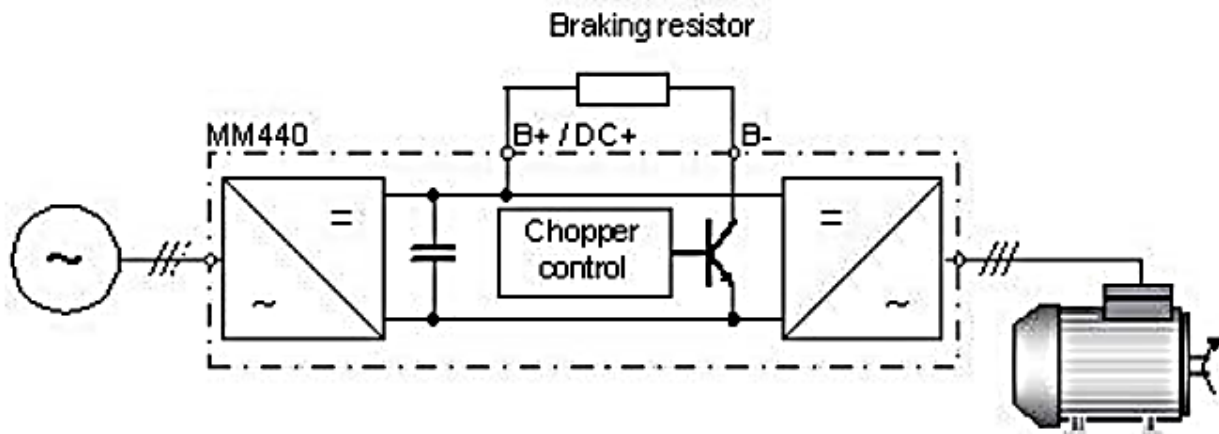 Braking resistor
MM440
B+ / DC+
B-
=
=
Chopper
control
~
~
~